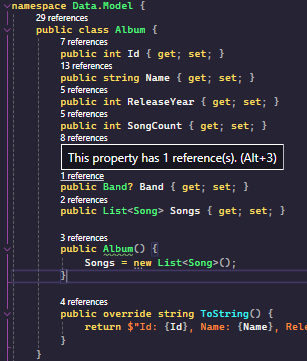 namespace Data.Model {
29 references
public class Album {
7 references
public int Id { get; set; }
13 references
public string Name { get; set; }
5 references
public int ReleaseYear { get; set; }
5 references
public int SongCount { get; set; }
8 references
This property has 1 reference(s). (Alt+3)
1 reference
public Band? Band { get; set; }
2 references
public List<Song> Songs { get; set; }
3 references
public Album() {
Songs = new List<Song>();
}
4 references
public override string ToString() {
return $"Id: {Id}, Name: {Name}, Rele
}
}